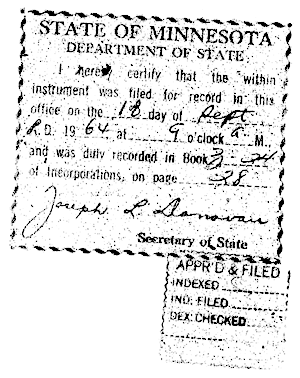 STATE OF MINNESOTA
DEPARTMENT OF STATE
I hereby certify that the within
instrument was filed for record in this
office on the 18 day of Sept
A. D. 1964 at 9 o'clock A M.
and was duly recorded in Book
of Incorporations, on page 28
Joseph L Donovan
Secretary of State
APPR'D & FILED
INDEXED
IND. FILED
DEX. CHECKED